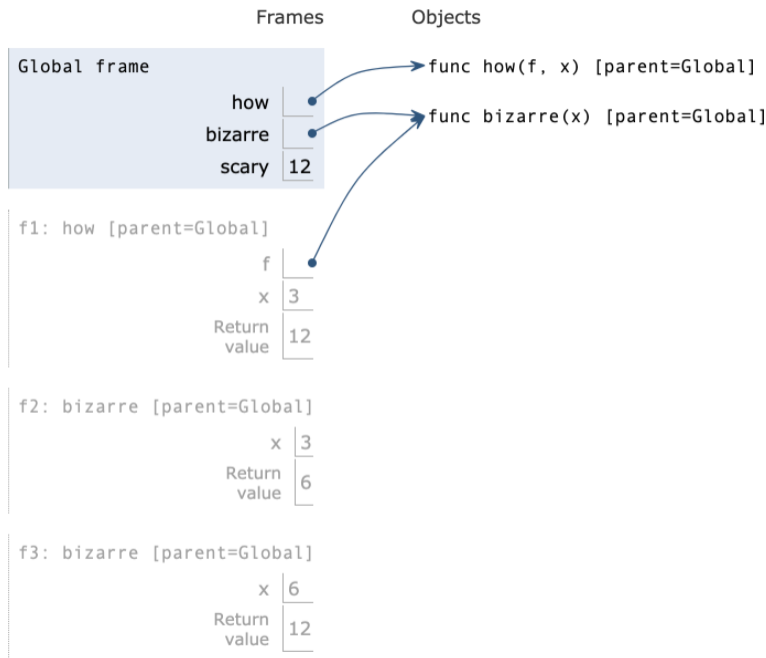 Frames Objects
Global frame
func how(f, x) [parent=Global]
how
func bizarre(x) [parent=Global]
bizarre
scary 12
f1: how [parent=Global]
f
x 3
Return
value 12
f2: bizarre [parent=Global]
x 3
Return
value 6
f3: bizarre [parent=Global]
x 6
Return
value 12